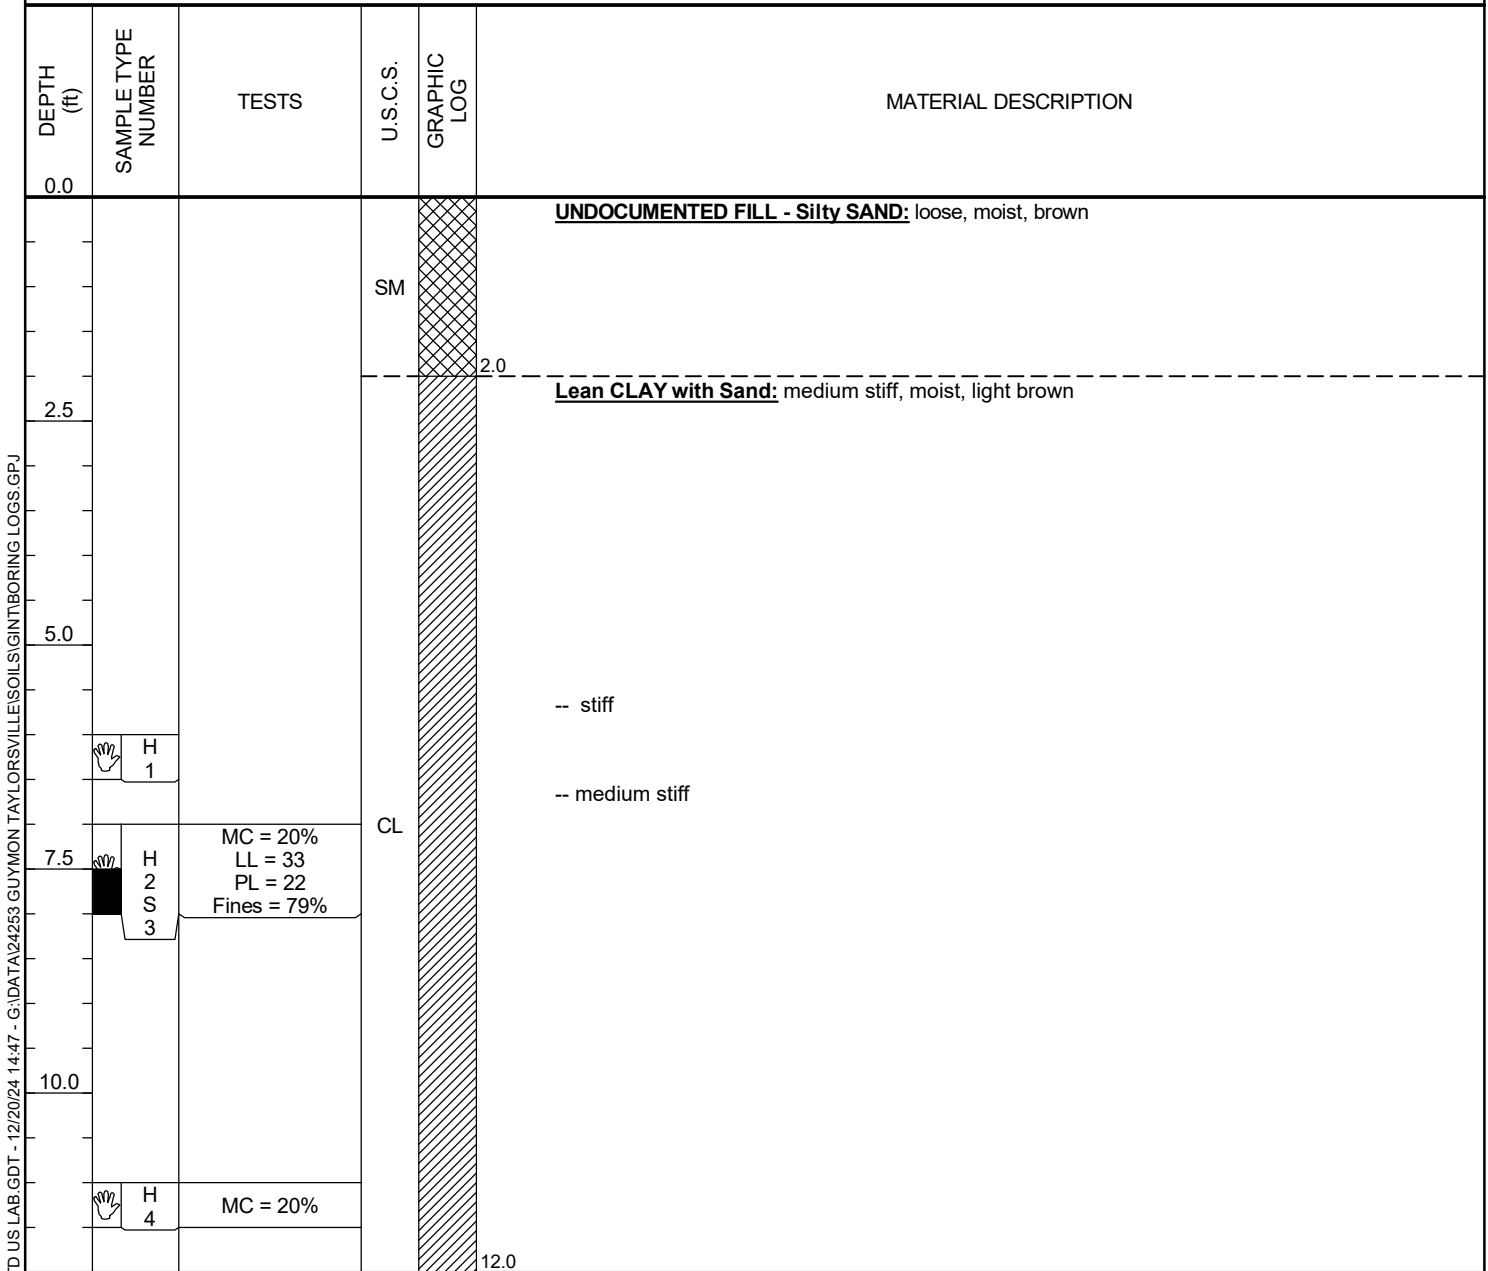 DEPTH
(ft)
SAMPLE TYPE
NUMBER
TESTS
U.S.C.S.
GRAPHIC
LOG
MATERIAL DESCRIPTION
0.0
UNDOCUMENTED FILL - Silty SAND: loose, moist, brown
SM
2.0
Lean CLAY with Sand: medium stiff, moist, light brown
2.5
5.0
-- stiff
H
1
-- medium stiff
CL
7.5
H
2
S
3
MC = 20%
LL = 33
PL = 22
Fines = 79%
10.0
H
4
MC = 20%
12.0
D US LAB.GDT - 12/20/24 14:47 - G:\DATA\24253 GUYMON TAYLORSVILLE\SOILS\GINT\BORING LOGS.GPJ